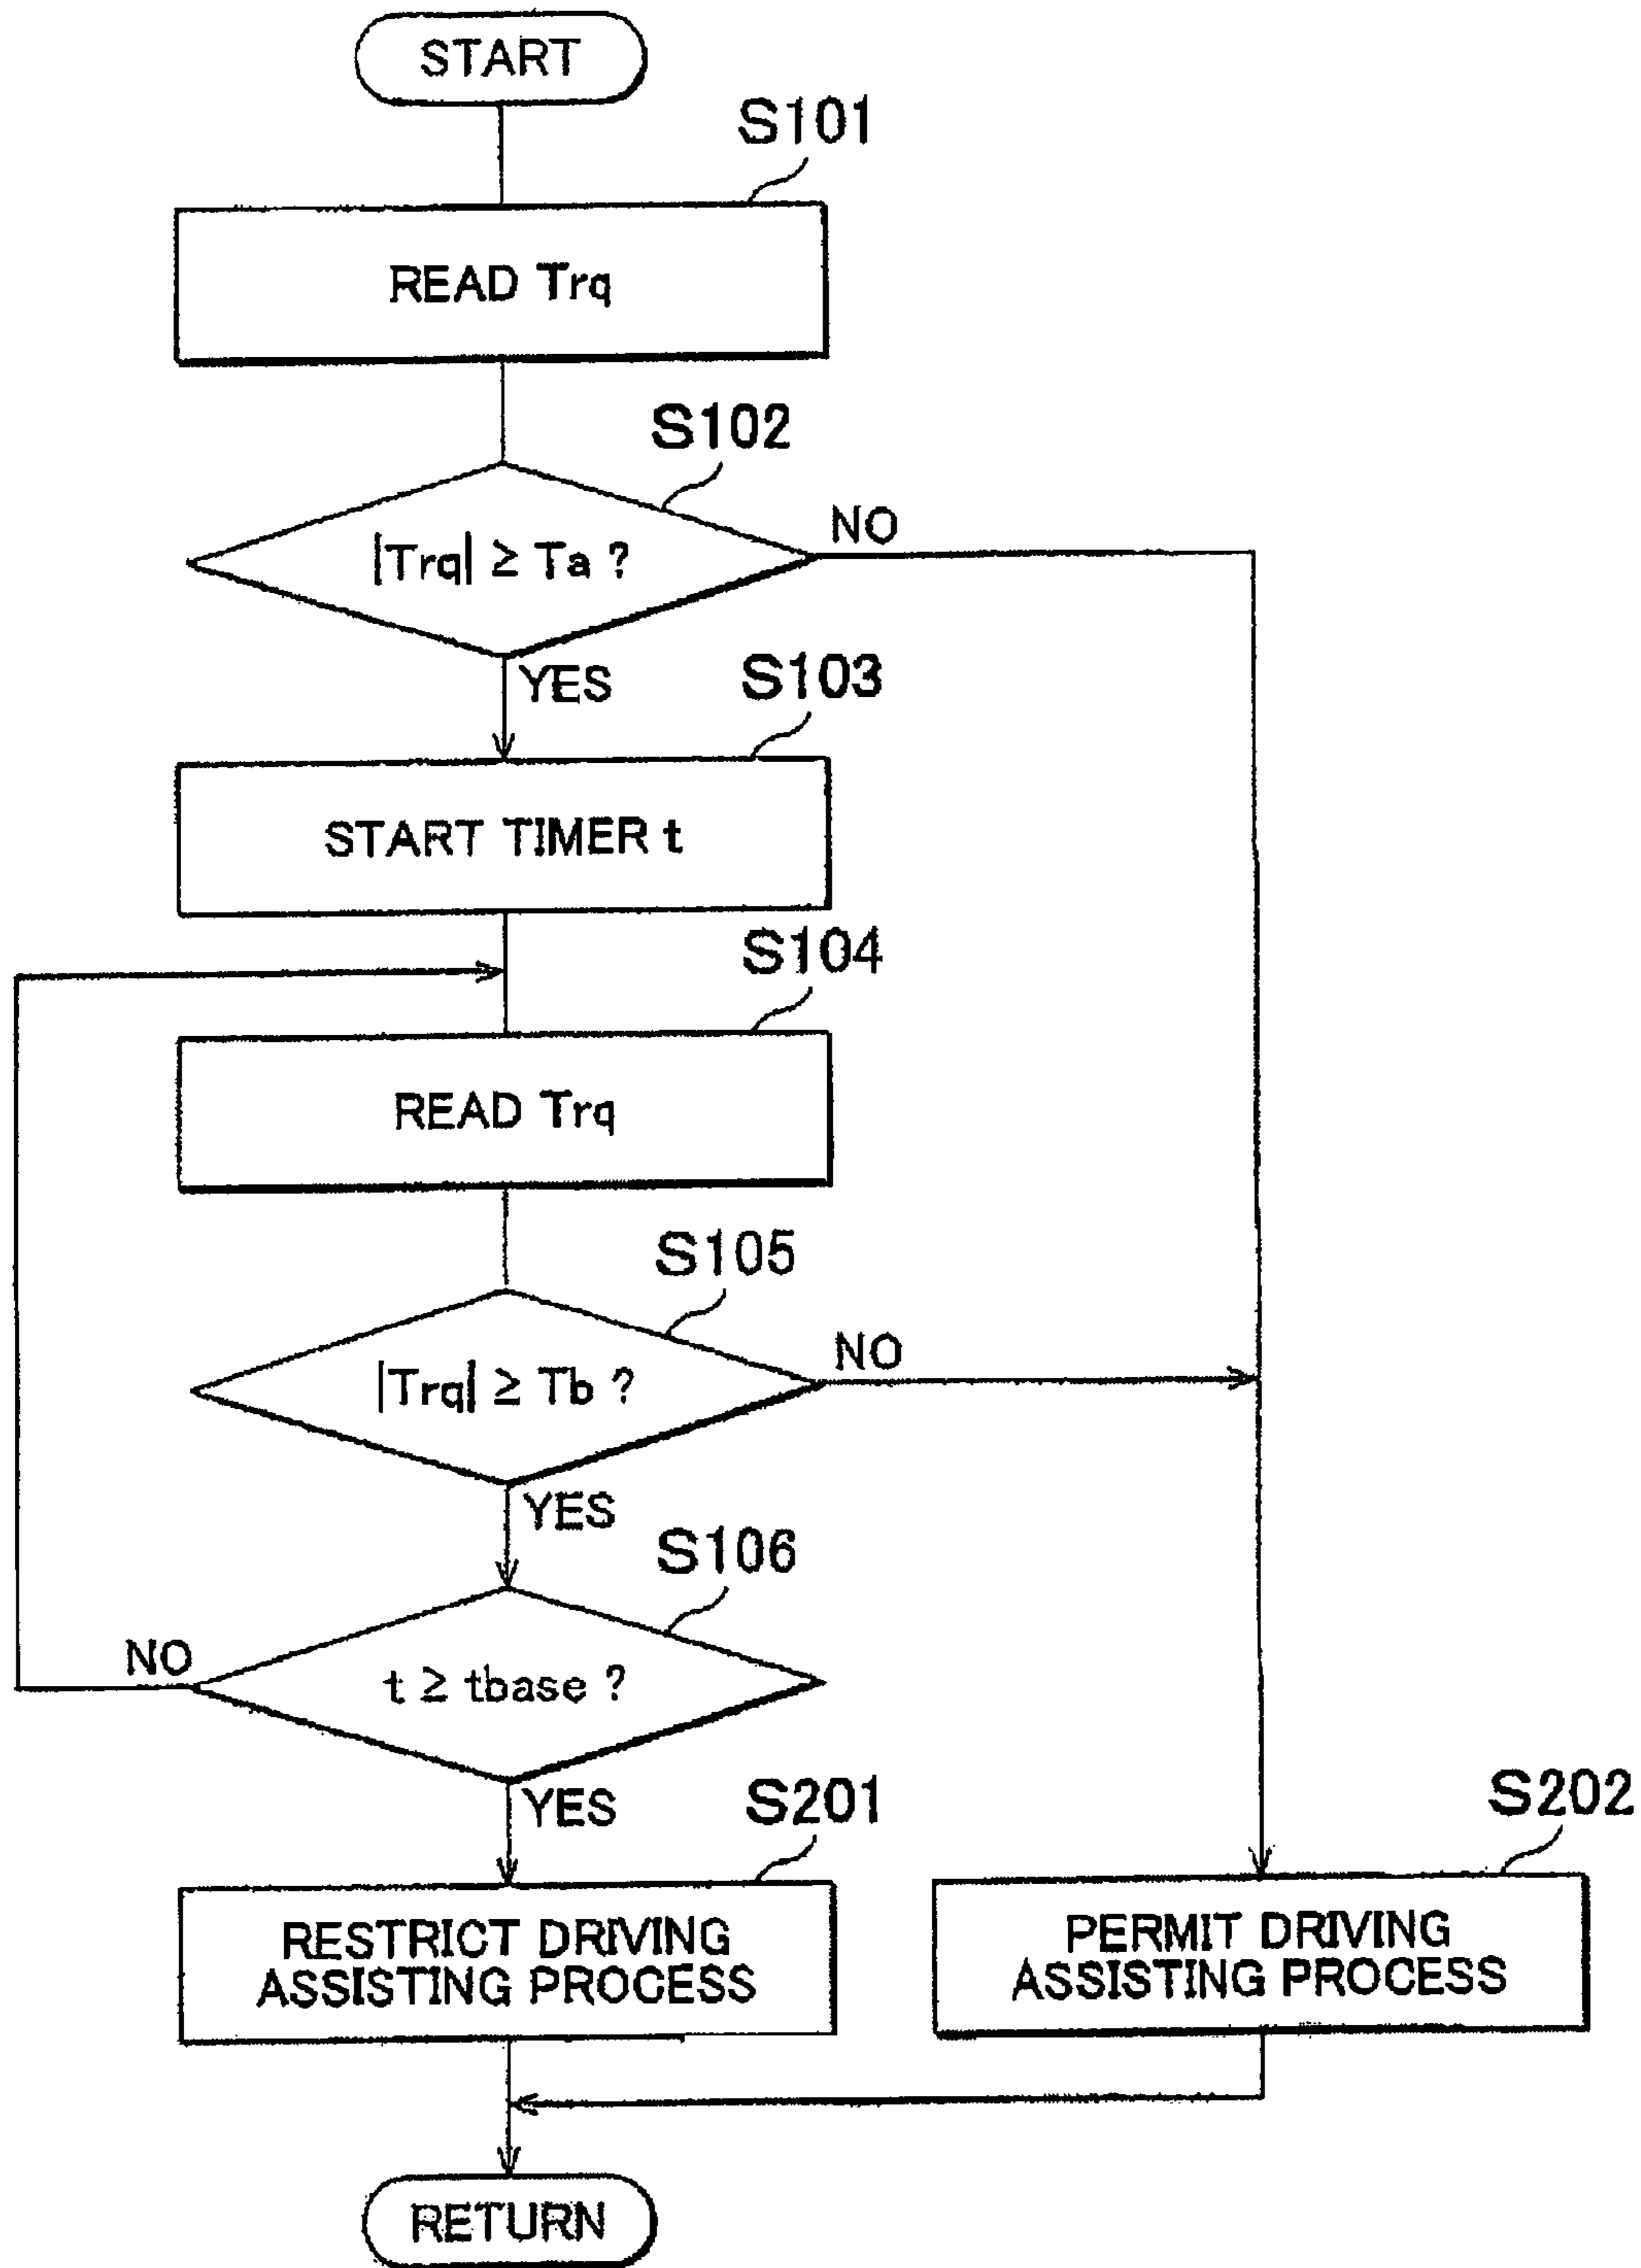 START
S101
READ Trq
S102
|Trq| ≥ Ta ?
NO
YES
S103
START TIMER t
S104
READ Trq
S105
|Trq| ≥ Tb ?
NO
YES
S106
t ≥ tbase ?
NO
YES
S201
RESTRICT DRIVING
ASSISTING PROCESS
S202
PERMIT DRIVING
ASSISTING PROCESS
RETURN